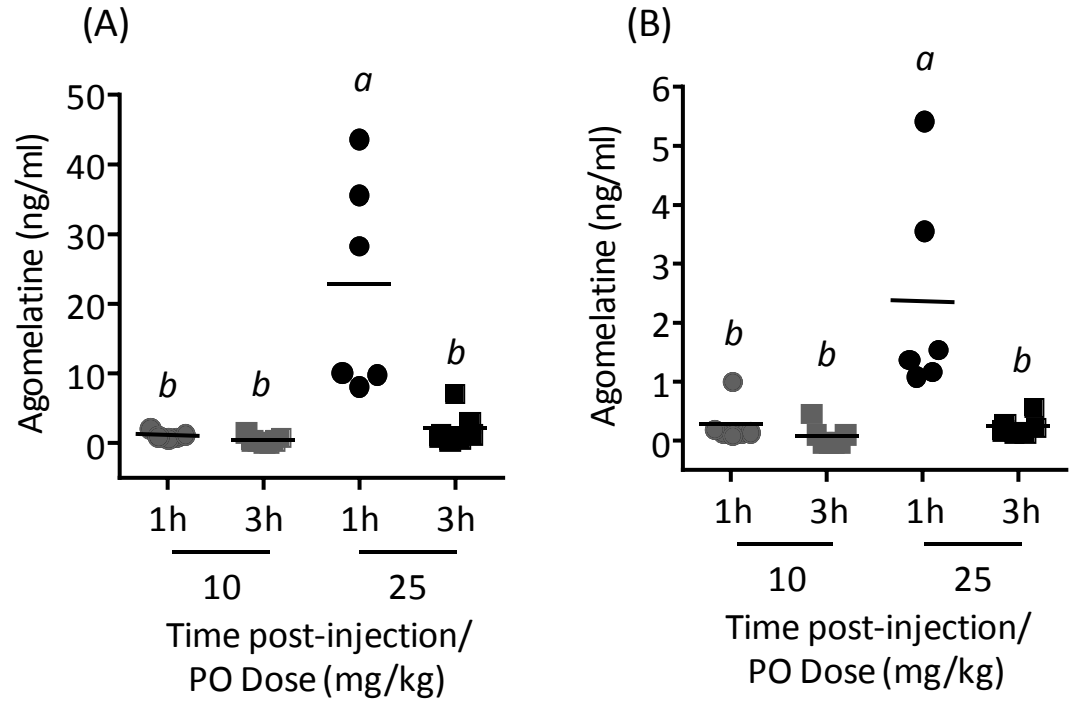 (A)
Agomelatine (ng/ml)
50
40
30
20
10
0
b
b
a
b
1h
3h
1h
3h
10
25
Time post-injection/
PO Dose (mg/kg)
(B)
Agomelatine (ng/ml)
6
5
4
3
2
1
0
b
b
a
b
1h
3h
1h
3h
10
25
Time post-injection/
PO Dose (mg/kg)